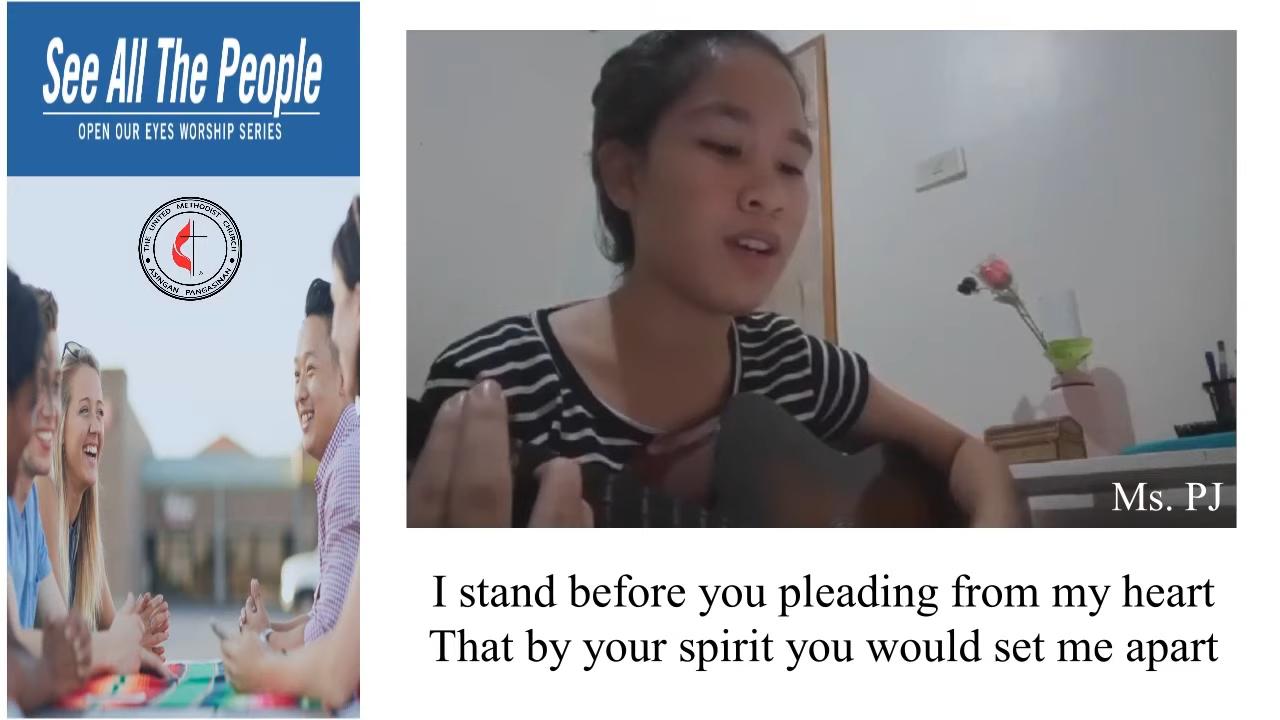 See All The People
OPEN OUR EYES WORSHIP SERIES
THE UNITED METHODIST CHURCH
ASINGAN PANGASINAN
Ms. PJ
I stand before you pleading from my heart
That by your spirit you would set me apart